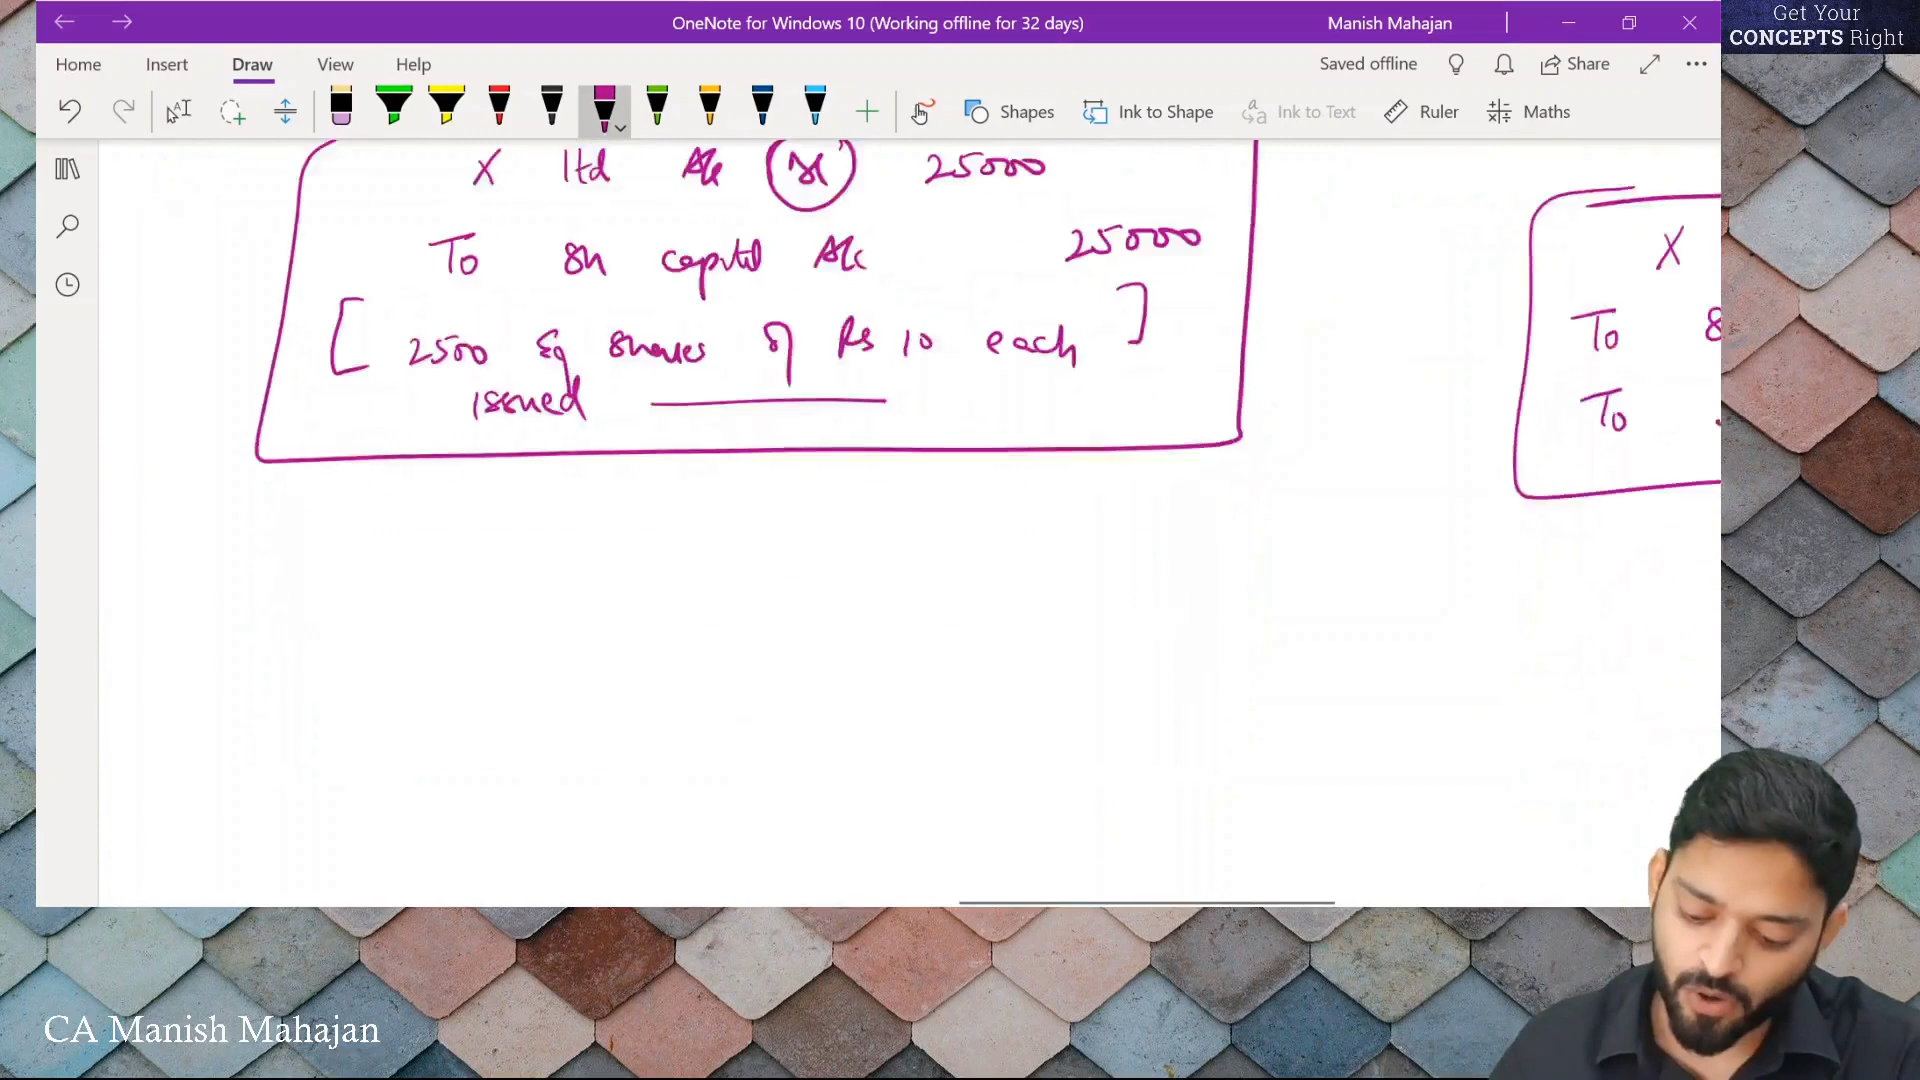 OneNote for Windows 10 (Working offline for 32 days)
Manish Mahajan
Get Your
CONCEPTS Right
Home Insert Draw View Help
Saved offline
Share
Shapes
Ink to Shape
Ink to Text
Ruler
Maths
X ltd A/c Dr 25000
To Sh capital A/c 25000
[2500 Eq shares of Rs 10 each]
issued
X
To S
To
CA Manish Mahajan